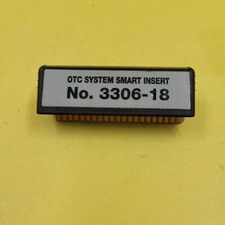 OTC SYSTEM SMART INSERT
No. 3306-18